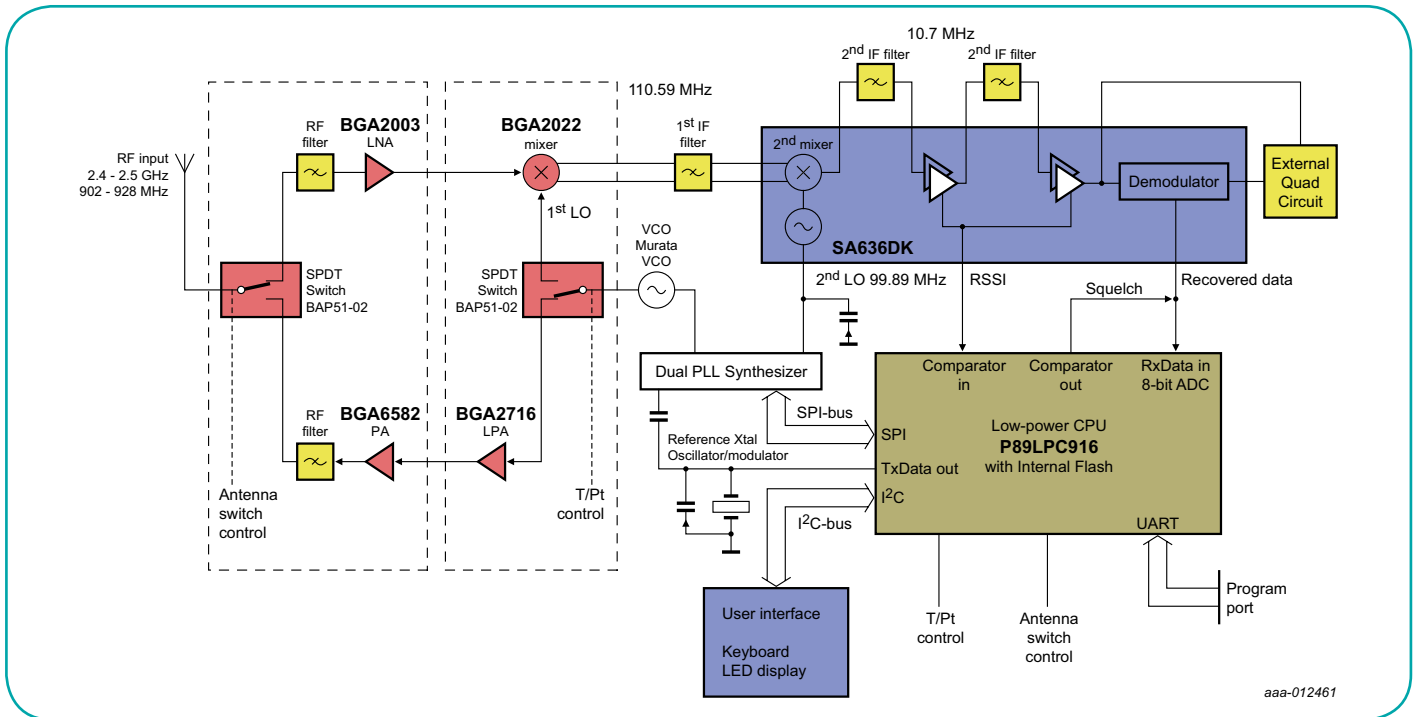 10.7 MHz
2nd IF filter
2nd IF filter
110.59 MHz
RF
filter
BGA2003
LNA
BGA2022
mixer
1st IF
filter
2nd mixer
RF input
2.4 - 2.5 GHz
902 - 928 MHz
Demodulator
External
Quad
Circuit
1st LO
SA636DK
VCO
Murata
VCO
SPDT
Switch
BAP51-02
SPDT
Switch
BAP51-02
2nd LO 99.89 MHz
RSSI
Recovered data
Squelch
Dual PLL Synthesizer
Comparator
in
Comparator
out
RxData in
8-bit ADC
RF
filter
BGA6582
PA
BGA2716
LPA
SPI-bus
SPI
Low-power CPU
P89LPC916
with Internal Flash
Reference Xtal
Oscillator/modulator
TxData out
I2C
Antenna
switch
control
T/Pt
control
I2C-bus
UART
User interface
Keyboard
LED display
T/Pt
control
Antenna
switch
control
Program
port
aaa-012461